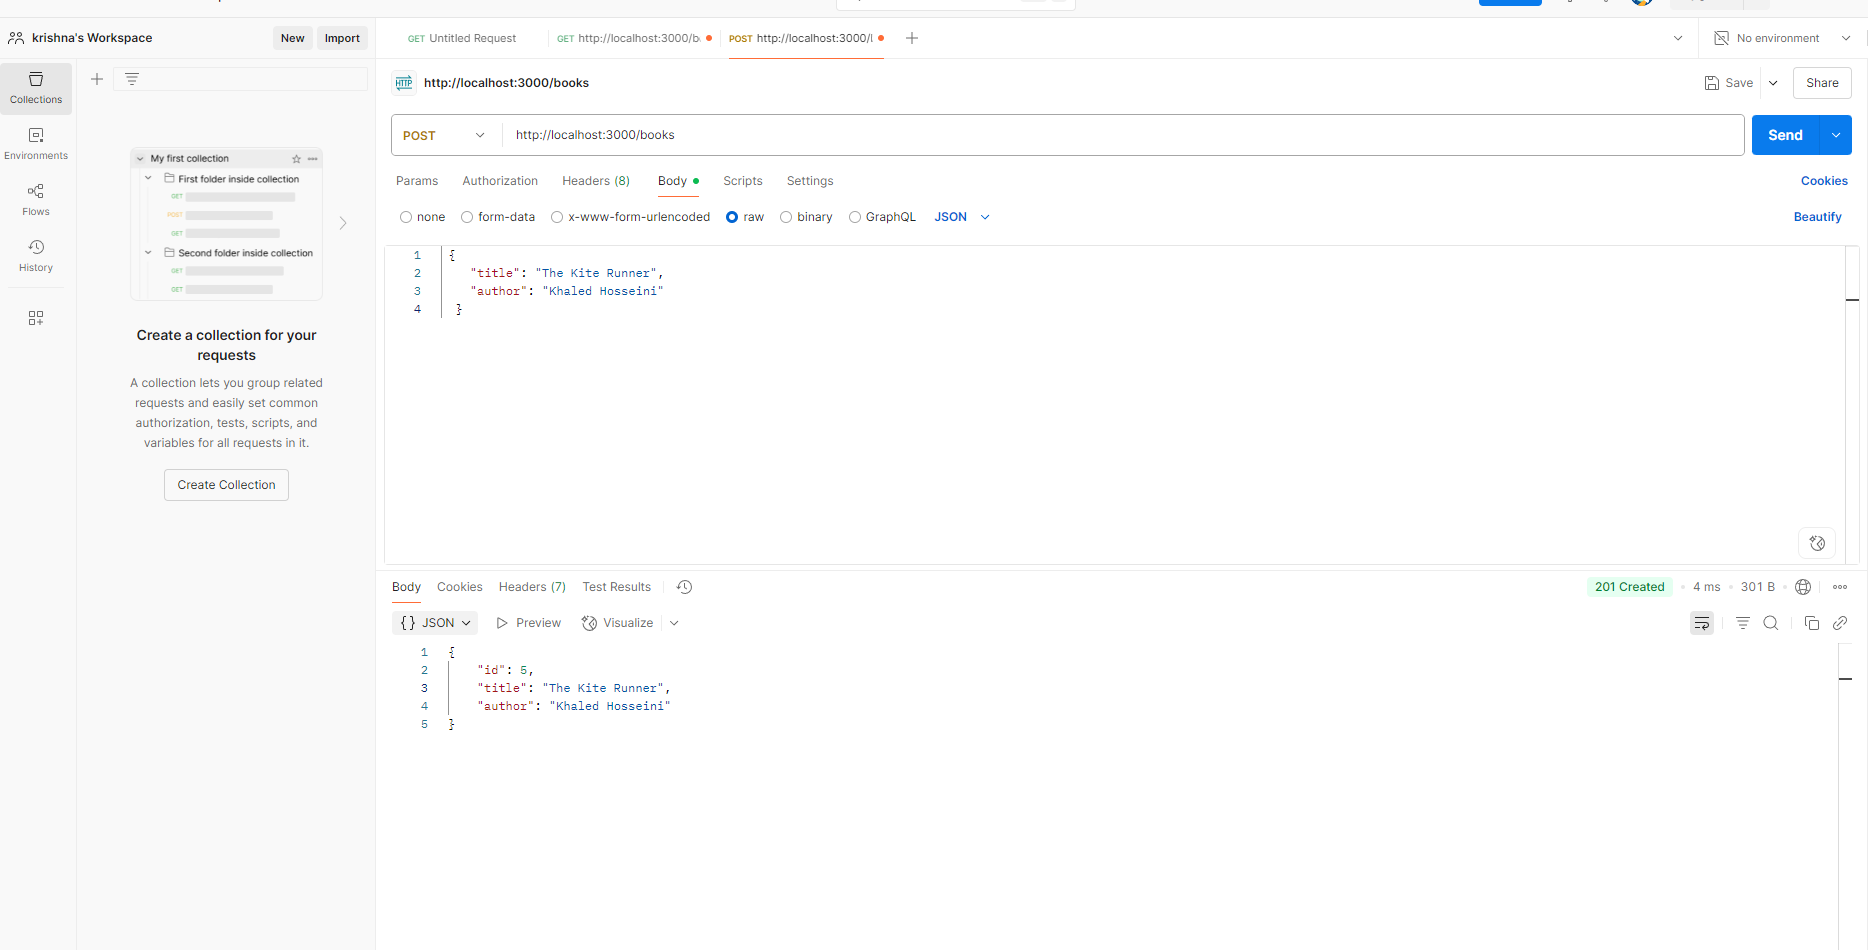 krishna's Workspace
New
Import
GET Untitled Request
GET http://localhost:3000/b
POST http://localhost:3000/
No environment
Collections
Environments
Flows
History
My first collection
First folder inside collection
GET
POST
GET
Second folder inside collection
GET
GET
Create a collection for your
requests
A collection lets you group related
requests and easily set common
authorization, tests, scripts, and
variables for all requests in it.
Create Collection
HTTP
http://localhost:3000/books
Save
Share
POST
http://localhost:3000/books
Send
Params
Authorization
Headers (8)
Body
Scripts
Settings
Cookies
none
form-data
x-www-form-urlencoded
raw
binary
GraphQL
JSON
Beautify
1 {
2 "title": "The Kite Runner",
3 "author": "Khaled Hosseini"
4 }
Body
Cookies
Headers (7)
Test Results
201 Created
4 ms
301 B
{} JSON
Preview
Visualize
1 {
2 "id": 5,
3 "title": "The Kite Runner",
4 "author": "Khaled Hosseini"
5 }